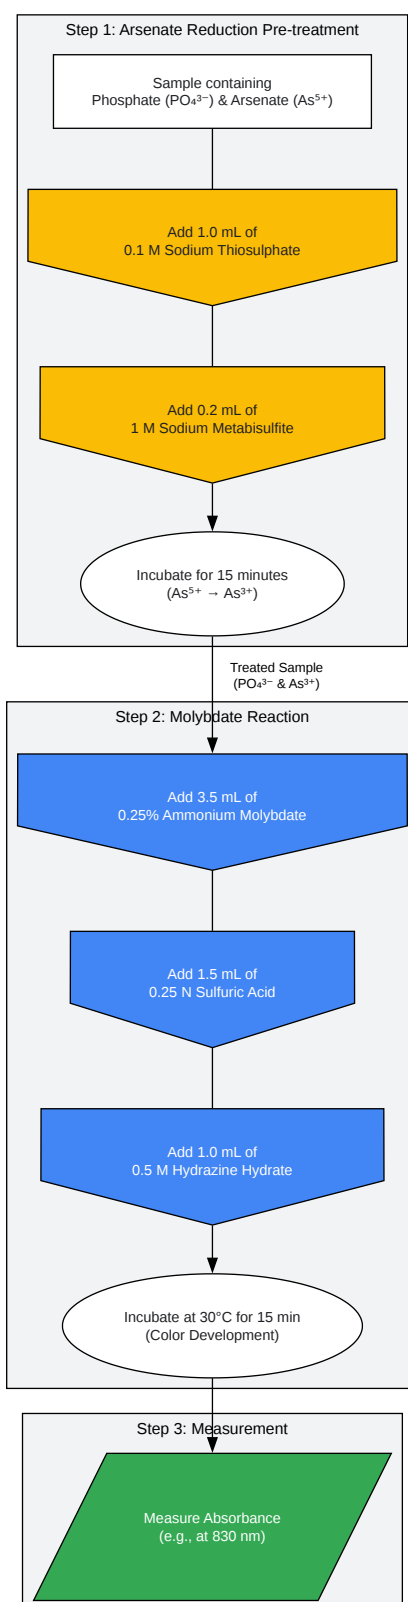 Step 1: Arsenate Reduction Pre-treatment
Sample containing
Phosphate (PO₄³⁻) & Arsenate (As⁵⁺)
Add 1.0 mL of
0.1 M Sodium Thiosulphate
Add 0.2 mL of
1 M Sodium Metabisulfite
Incubate for 15 minutes
(As⁵⁺ → As³⁺)
Treated Sample
(PO₄³⁻ & As³⁺)
Step 2: Molybdate Reaction
Add 3.5 mL of
0.25% Ammonium Molybdate
Add 1.5 mL of
0.25 N Sulfuric Acid
Add 1.0 mL of
0.5 M Hydrazine Hydrate
Incubate at 30°C for 15 min
(Color Development)
Step 3: Measurement
Measure Absorbance
(e.g., at 830 nm)